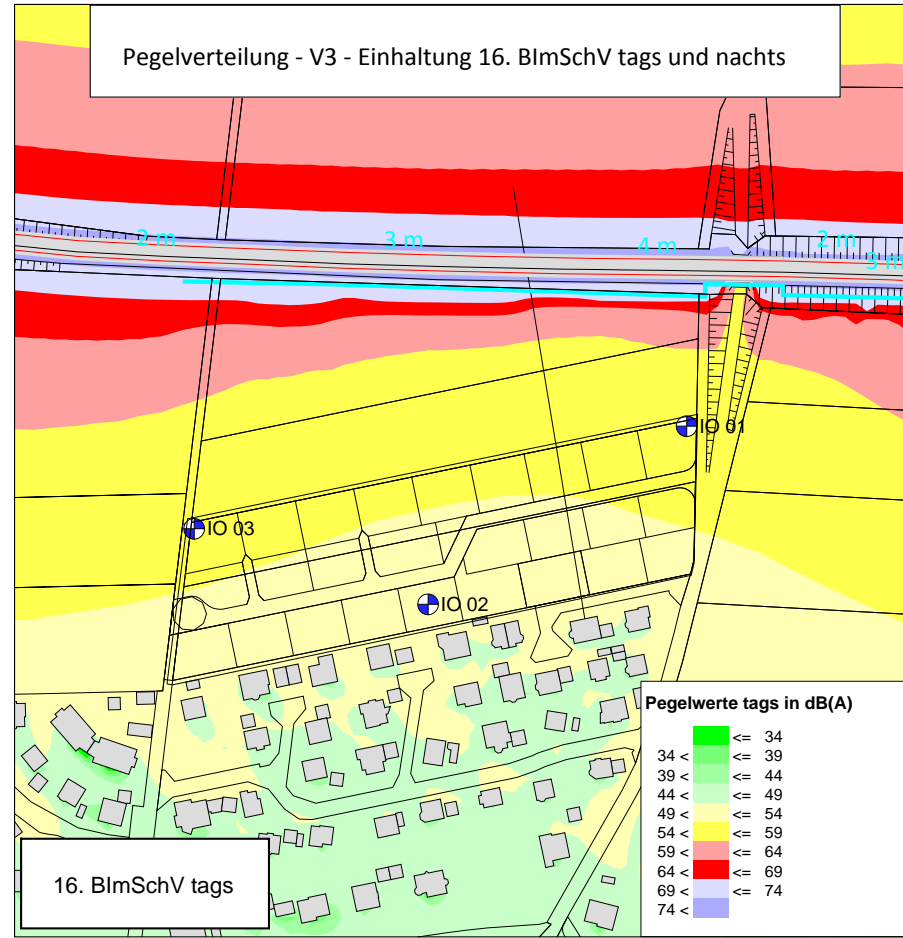 Pegelverteilung - V3 - Einhaltung 16. BImSchV tags und nachts
2 m
3 m
4 m
2 m
3 m
IO 01
IO 03
IO 02
Pegelwerte tags in dB(A)
<= 34
34 < <= 39
39 < <= 44
44 < <= 49
49 < <= 54
54 < <= 59
59 < <= 64
64 < <= 69
69 < <= 74
74 <
16. BImSchV tags